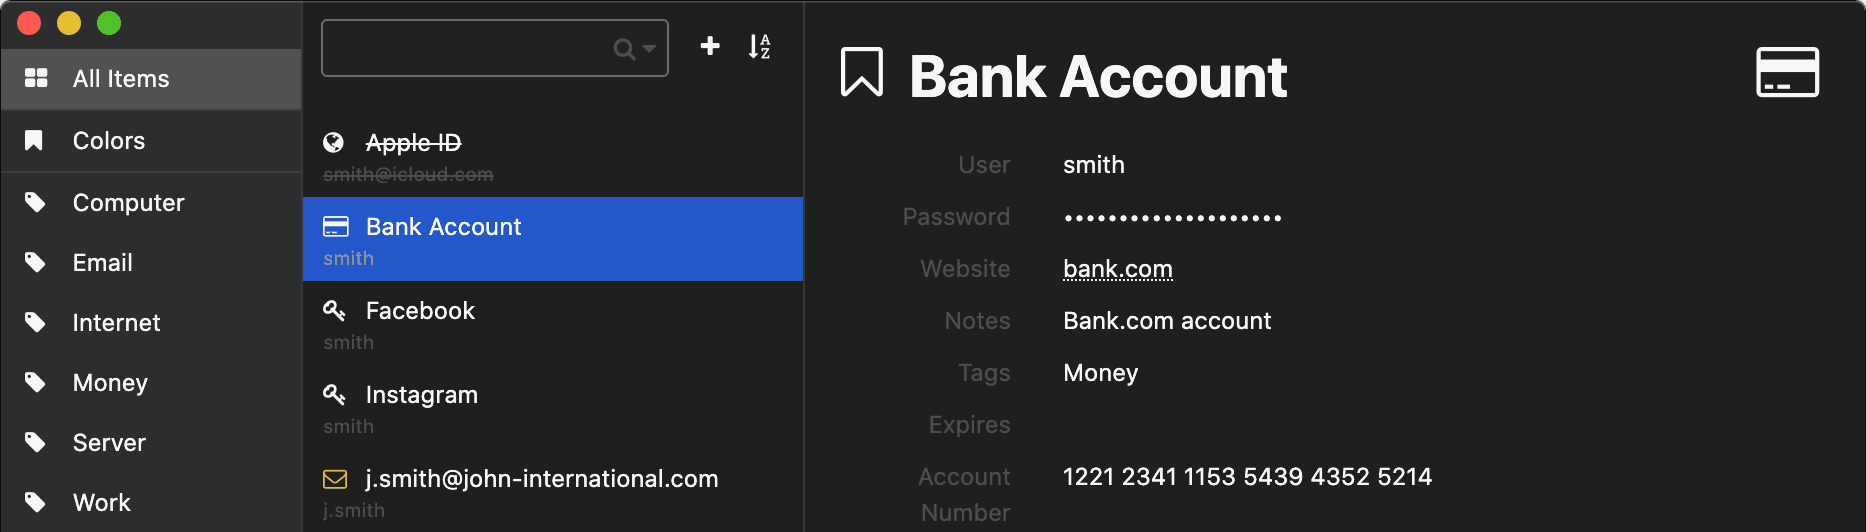 All Items
Colors
Computer
Email
Internet
Money
Server
Work
A
Z
Apple ID
smith@icloud.com
Bank Account
smith
Facebook
smith
Instagram
smith
j.smith@john-international.com
j.smith
Bank Account
User smith
Password ••••••••••••••••••••
Website bank.com
Notes Bank.com account
Tags Money
Expires
Account 1221 2341 1153 5439 4352 5214
Number